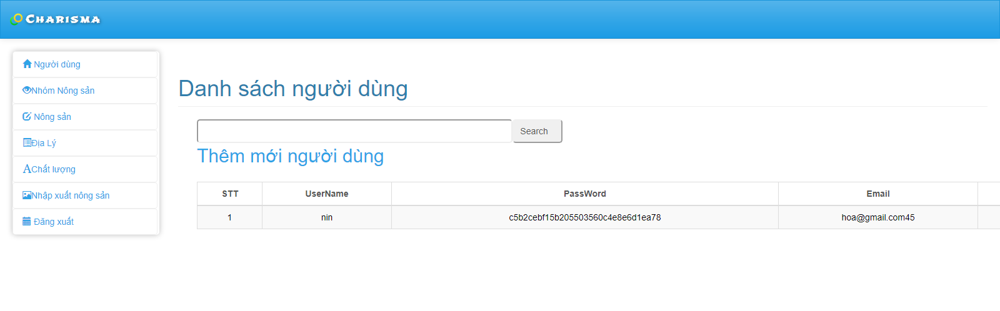 CHARISMA
Người dùng
Nhóm Nông sản
Nông sản
Địa Lý
Chất lượng
Nhập xuất nông sản
Đăng xuất
Danh sách người dùng
Search
Thêm mới người dùng
STT UserName PassWord Email
1 nin c5b2cebf15b205503560c4e8e6d1ea78 hoa@gmail.com45